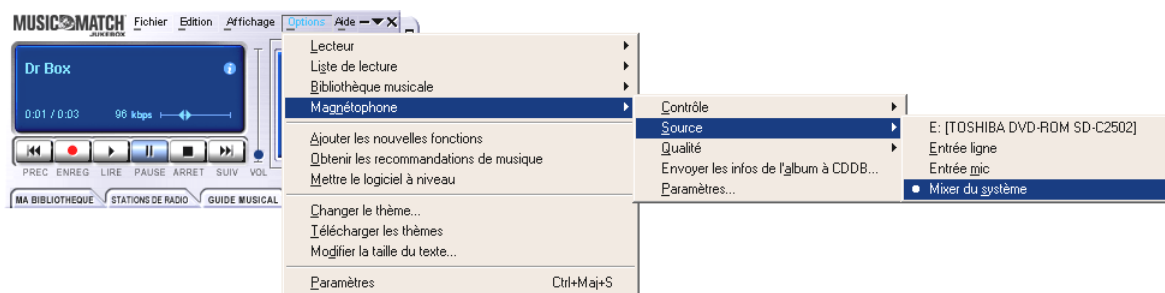 MUSICMATCH JUKEBOX Fichier Edition Affichage Options Aide
Dr Box
0:01 / 0:03 96 kbps
PREC ENREG LIRE PAUSE ARRET SUIV VOL
MA BIBLIOTHEQUE STATIONS DE RADIO GUIDE MUSICAL
Lecteur
Liste de lecture
Bibliothèque musicale
Magnétophone
Ajouter les nouvelles fonctions
Obtenir les recommandations de musique
Mettre le logiciel à niveau
Changer le thème...
Télécharger les thèmes
Modifier la taille du texte...
Paramètres Ctrl+Maj+S
Contrôle
Source
Qualité
Envoyer les infos de l'album à CDDB...
Paramètres...
E: [TOSHIBA DVD-ROM SD-C2502]
Entrée ligne
Entrée mic
Mixer du système